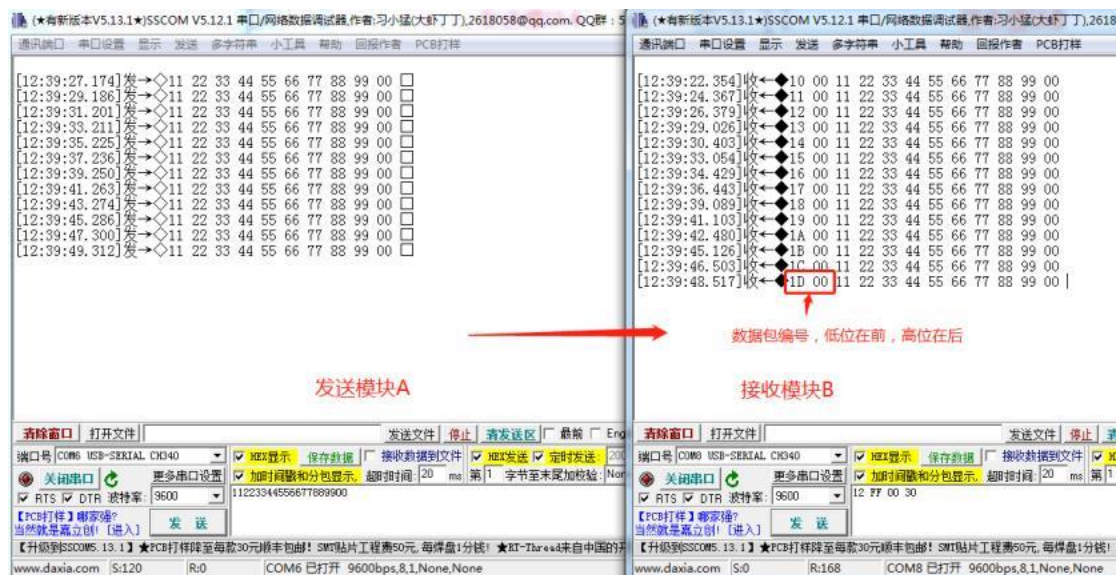 (★有新版本V5.13.1★)SSCOM V5.12.1 串口/网络数据调试器,作者:习小猛(大虾丁丁),2618058@qq.com. QQ群: 5
通讯端口 串口设置 显示 发送 多字符串 小工具 帮助 回报作者 PCB打样
[12:39:27.174]发→◇11 22 33 44 55 66 77 88 99 00 □
[12:39:29.186]发→◇11 22 33 44 55 66 77 88 99 00 □
[12:39:31.201]发→◇11 22 33 44 55 66 77 88 99 00 □
[12:39:33.211]发→◇11 22 33 44 55 66 77 88 99 00 □
[12:39:35.225]发→◇11 22 33 44 55 66 77 88 99 00 □
[12:39:37.236]发→◇11 22 33 44 55 66 77 88 99 00 □
[12:39:39.250]发→◇11 22 33 44 55 66 77 88 99 00 □
[12:39:41.263]发→◇11 22 33 44 55 66 77 88 99 00 □
[12:39:43.274]发→◇11 22 33 44 55 66 77 88 99 00 □
[12:39:45.286]发→◇11 22 33 44 55 66 77 88 99 00 □
[12:39:47.300]发→◇11 22 33 44 55 66 77 88 99 00 □
[12:39:49.312]发→◇11 22 33 44 55 66 77 88 99 00 □
发送模块A
清除窗口 打开文件 发送文件 停止 清发送区 最前 Eng
端口号 COM6 USB-SERIAL CH340 HEX显示 保存数据 接收数据到文件 HEX发送 定时发送: 200
关闭串口 更多串口设置 加时间戳和分包显示, 超时时间: 20 ms 第 1 字节至末尾加校验: Non
RTS DTR 波特率: 9600 11223344556677889900
【PCB打样】哪家强?
当然就是嘉立创!【进入】 发 送
【升级到SSCOM5.13.1】★PCB打样降至每款30元顺丰包邮! SMT贴片工程费50元,每焊盘1分钱! ★RT-Thread来自中国的开
www.daxia.com S:120 R:0 COM6 已打开 9600bps,8,1,None,None
(★有新版本V5.13.1★)SSCOM V5.12.1 串口/网络数据调试器,作者:习小猛(大虾丁丁),2618
通讯端口 串口设置 显示 发送 多字符串 小工具 帮助 回报作者 PCB打样
[12:39:22.354]收←◆10 00 11 22 33 44 55 66 77 88 99 00
[12:39:24.367]收←◆11 00 11 22 33 44 55 66 77 88 99 00
[12:39:26.379]收←◆12 00 11 22 33 44 55 66 77 88 99 00
[12:39:29.026]收←◆13 00 11 22 33 44 55 66 77 88 99 00
[12:39:30.403]收←◆14 00 11 22 33 44 55 66 77 88 99 00
[12:39:33.054]收←◆15 00 11 22 33 44 55 66 77 88 99 00
[12:39:34.429]收←◆16 00 11 22 33 44 55 66 77 88 99 00
[12:39:36.443]收←◆17 00 11 22 33 44 55 66 77 88 99 00
[12:39:39.089]收←◆18 00 11 22 33 44 55 66 77 88 99 00
[12:39:41.103]收←◆19 00 11 22 33 44 55 66 77 88 99 00
[12:39:42.480]收←◆1A 00 11 22 33 44 55 66 77 88 99 00
[12:39:45.126]收←◆1B 00 11 22 33 44 55 66 77 88 99 00
[12:39:46.503]收←◆1C 00 11 22 33 44 55 66 77 88 99 00
[12:39:48.517]收←◆1D 00 11 22 33 44 55 66 77 88 99 00
数据包编号，低位在前，高位在后
接收模块B
清除窗口 打开文件 发送文件 停止
端口号 COM8 USB-SERIAL CH340 HEX显示 保存数据 接收数据到文件
关闭串口 更多串口设置 加时间戳和分包显示, 超时时间: 20 ms 第 1
RTS DTR 波特率: 9600 12 FF 00 30
【PCB打样】哪家强?
当然就是嘉立创!【进入】 发 送
【升级到SSCOM5.13.1】★PCB打样降至每款30元顺丰包邮! SMT贴片工程费50元,每焊盘1分钱!
www.daxia.com S:0 R:168 COM8 已打开 9600bps,8,1,None,None